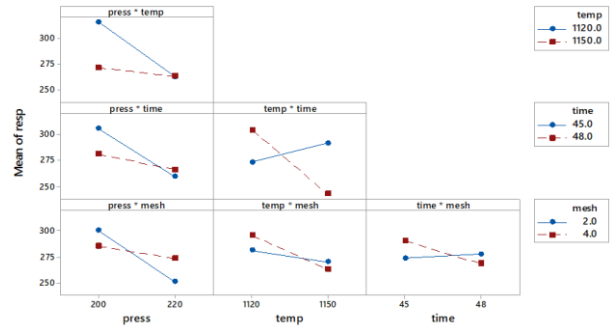 press * temp
300
275
250
temp
1120.0
1150.0
Mean of resp
press * time
temp * time
300
275
250
time
45.0
48.0
press * mesh
temp * mesh
time * mesh
300
275
250
mesh
2.0
4.0
200 220 1120 1150 45 48
press temp time